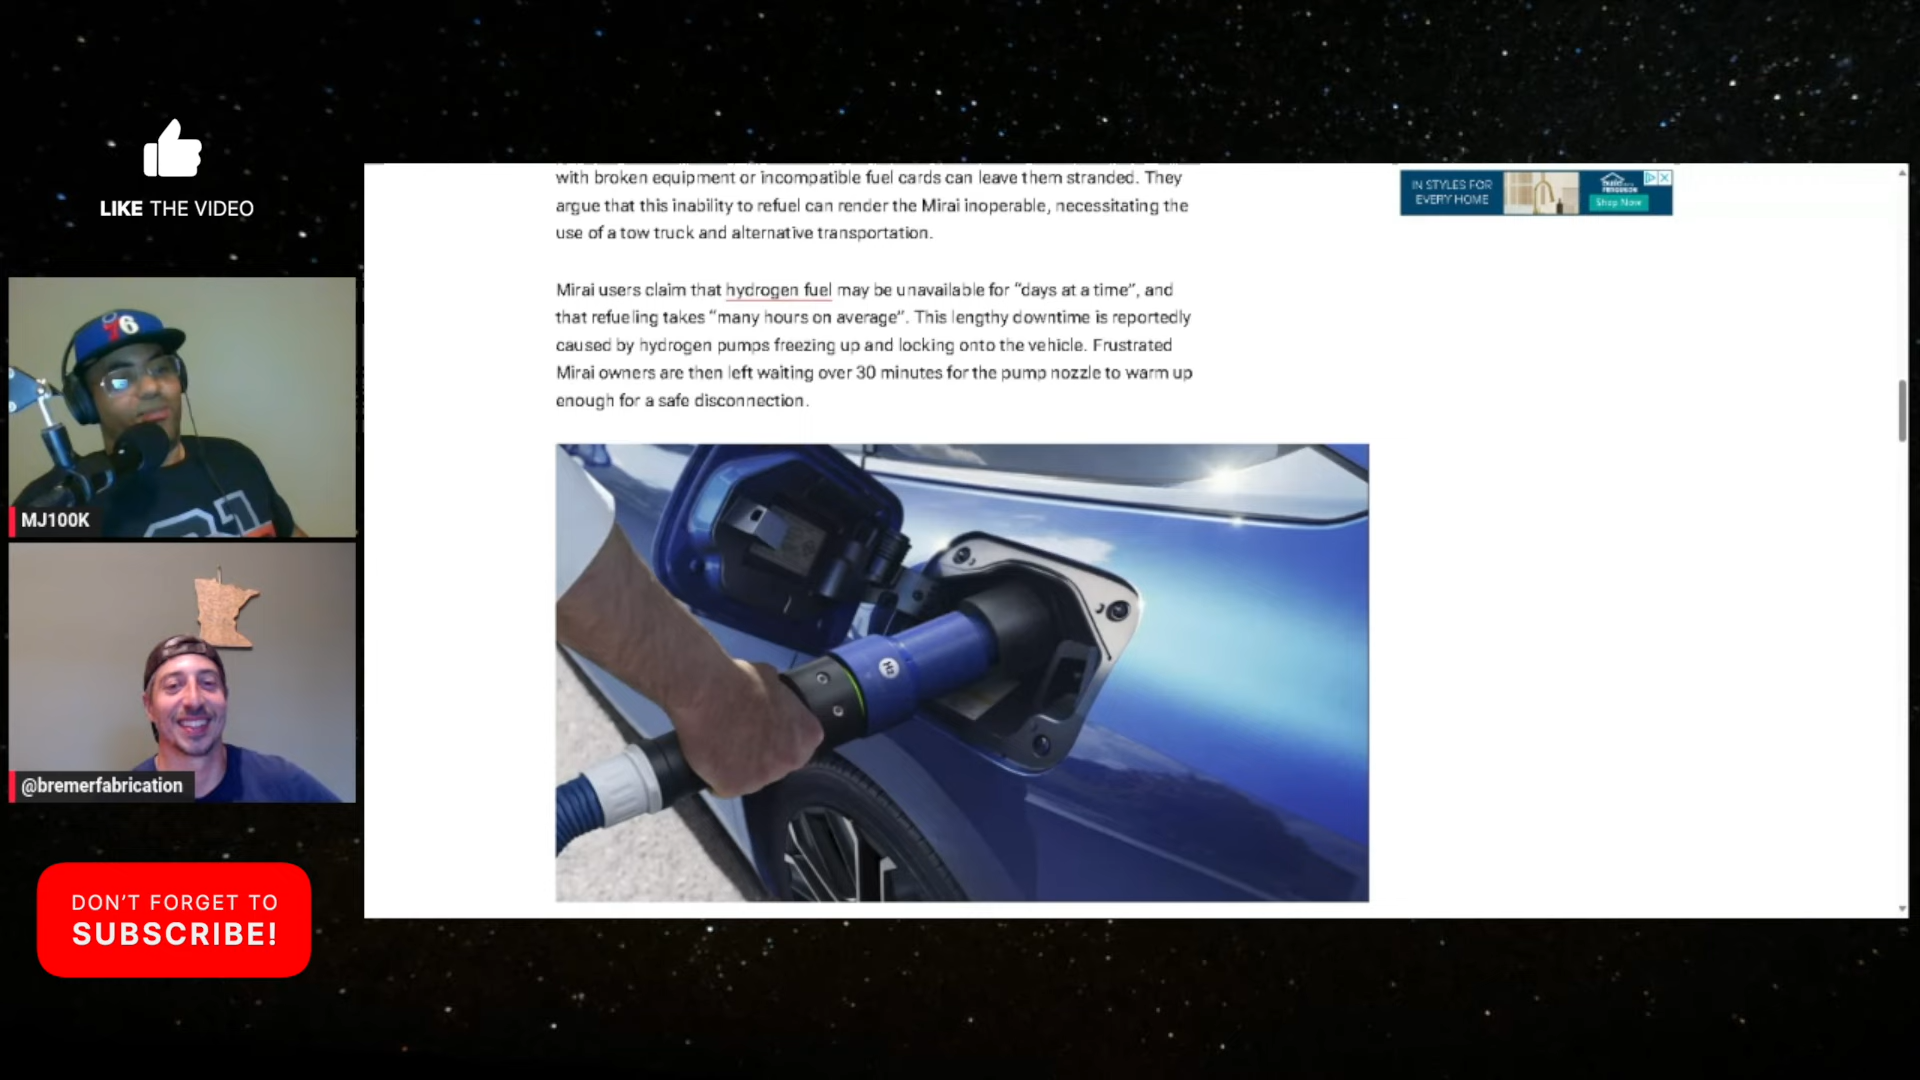 LIKE THE VIDEO
76
MJ100K
@bremerfabrication
DON'T FORGET TO
SUBSCRIBE!
with broken equipment or incompatible fuel cards can leave them stranded. They
argue that this inability to refuel can render the Mirai inoperable, necessitating the
use of a tow truck and alternative transportation.
Mirai users claim that hydrogen fuel may be unavailable for “days at a time”, and
that refueling takes “many hours on average”. This lengthy downtime is reportedly
caused by hydrogen pumps freezing up and locking onto the vehicle. Frustrated
Mirai owners are then left waiting over 30 minutes for the pump nozzle to warm up
enough for a safe disconnection.
H2
IN STYLES FOR
EVERY HOME
FERGUSON
Shop Now